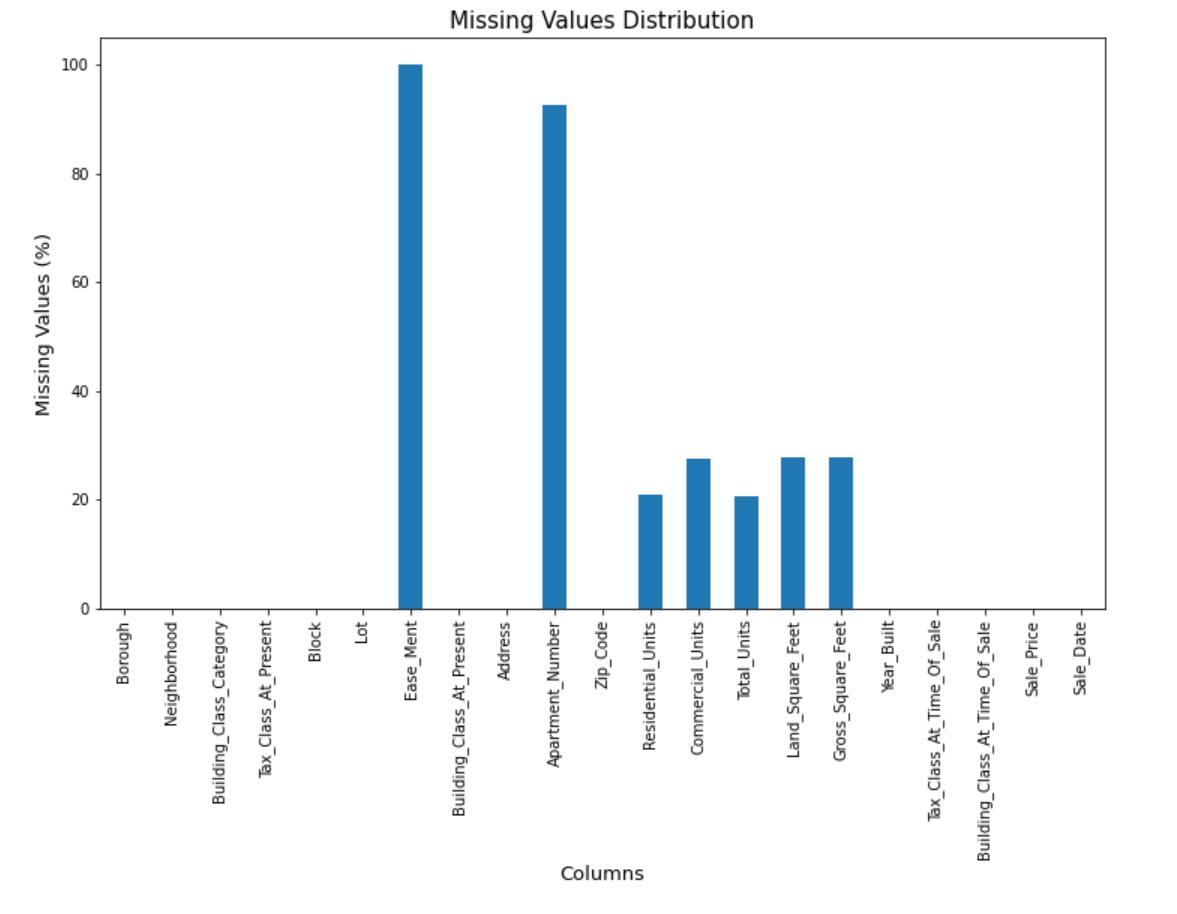 Missing Values Distribution
Missing Values (%)
100
80
60
40
20
0
Borough
Neighborhood
Building_Class_Category
Tax_Class_At_Present
Block
Lot
Ease_Ment
Building_Class_At_Present
Address
Apartment_Number
Zip_Code
Residential_Units
Commercial_Units
Total_Units
Land_Square_Feet
Gross_Square_Feet
Year_Built
Tax_Class_At_Time_Of_Sale
Building_Class_At_Time_Of_Sale
Sale_Price
Sale_Date
Columns